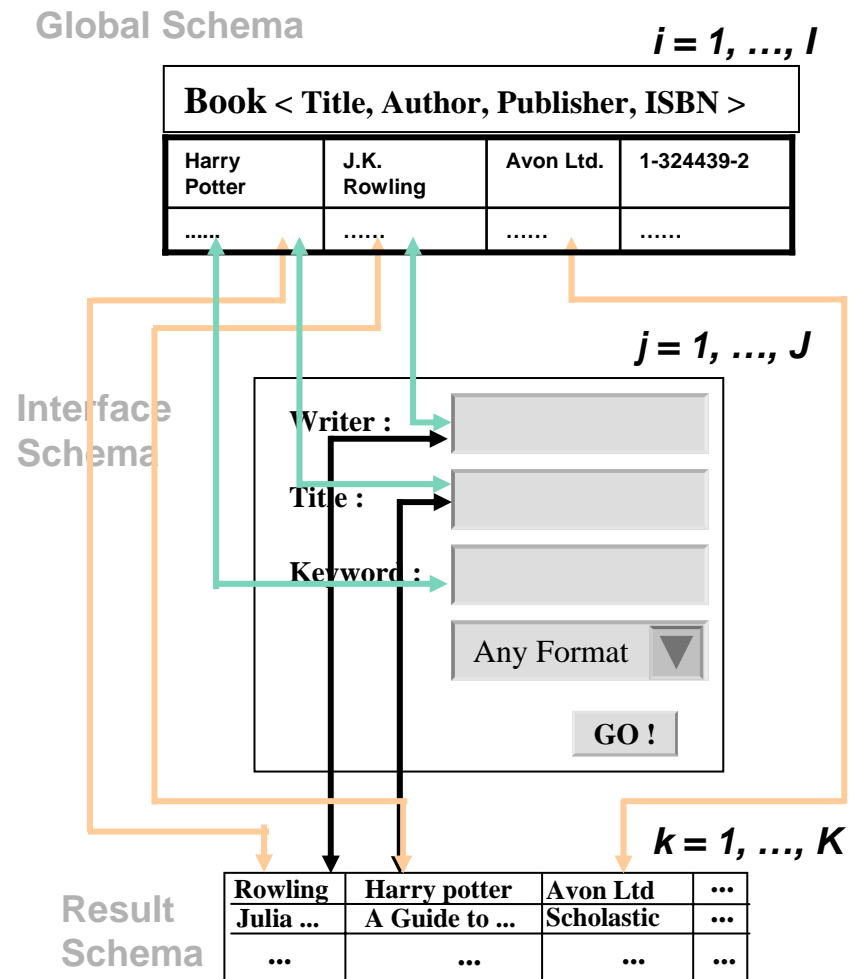 Global Schema
i = 1, …, I
Book < Title, Author, Publisher, ISBN >
Harry Potter J.K. Rowling Avon Ltd. 1-324439-2
...... …… …… ……
j = 1, …, J
Interface Schema
Writer :
Title :
Keyword :
Any Format
GO !
k = 1, …, K
Result Schema
Rowling Harry potter Avon Ltd ...
Julia ... A Guide to ... Scholastic ...
... ... ... ...